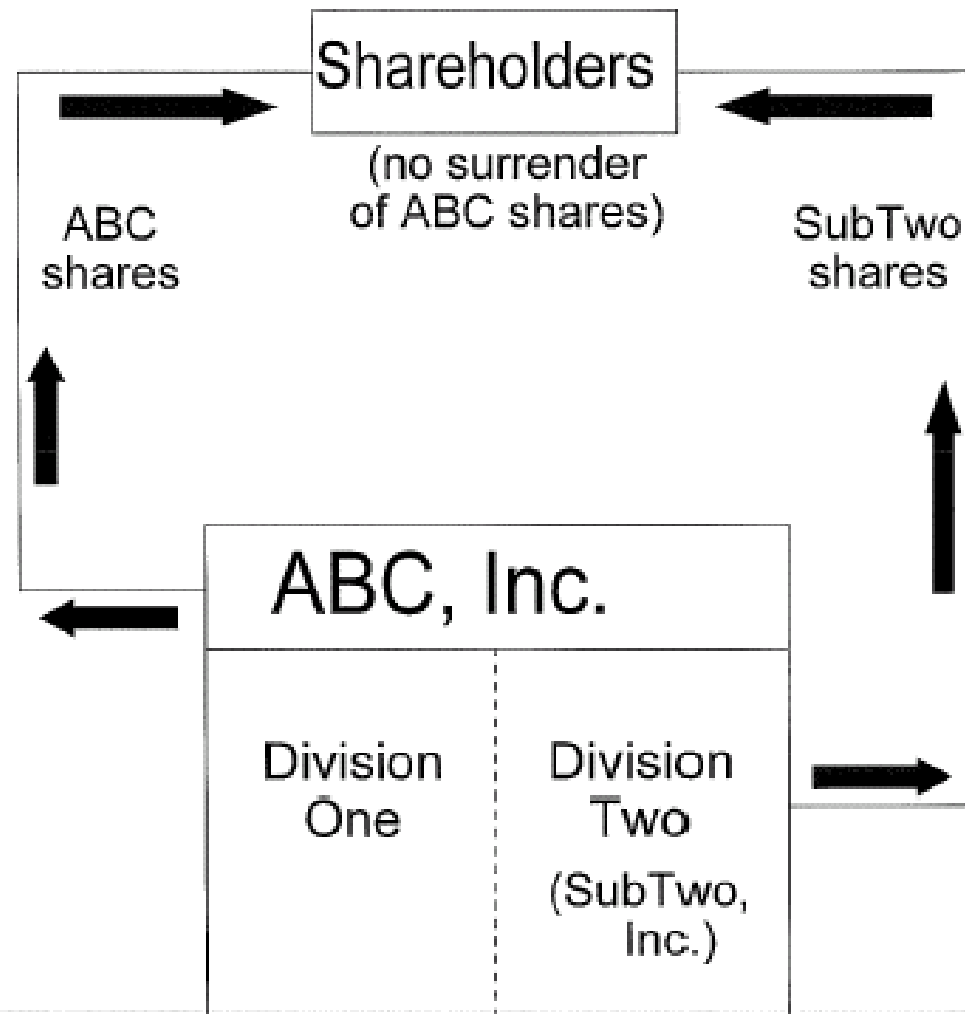 Shareholders
(no surrender
of ABC shares)
ABC
shares
SubTwo
shares
ABC, Inc.
Division
One
Division
Two
(SubTwo,
Inc.)